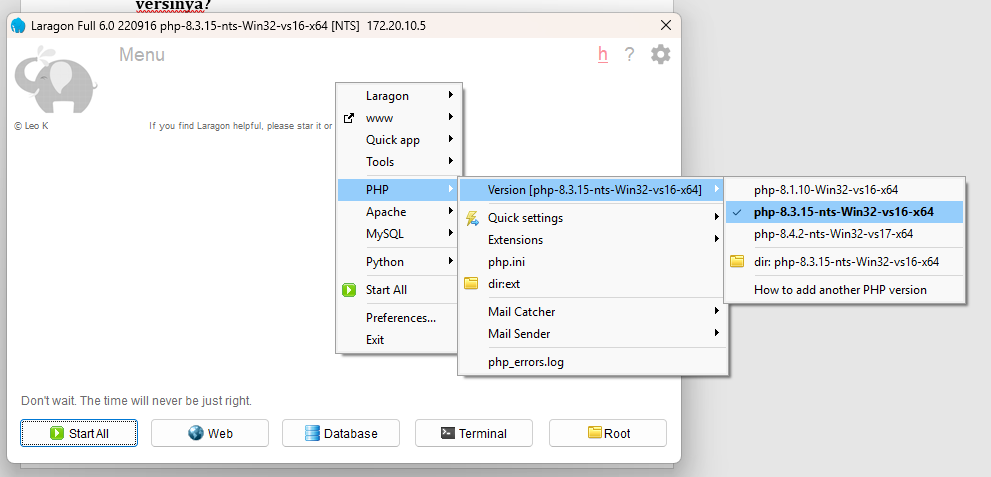 versinya?
Laragon Full 6.0 220916 php-8.3.15-nts-Win32-vs16-x64 [NTS] 172.20.10.5
Menu
h ?
© Leo K
If you find Laragon helpful, please star it or
Laragon
www
Quick app
Tools
PHP
Apache
MySQL
Python
Start All
Preferences...
Exit
Version [php-8.3.15-nts-Win32-vs16-x64]
Quick settings
Extensions
php.ini
dir:ext
Mail Catcher
Mail Sender
php_errors.log
php-8.1.10-Win32-vs16-x64
php-8.3.15-nts-Win32-vs16-x64
php-8.4.2-nts-Win32-vs17-x64
dir: php-8.3.15-nts-Win32-vs16-x64
How to add another PHP version
Don't wait. The time will never be just right.
Start All
Web
Database
Terminal
Root